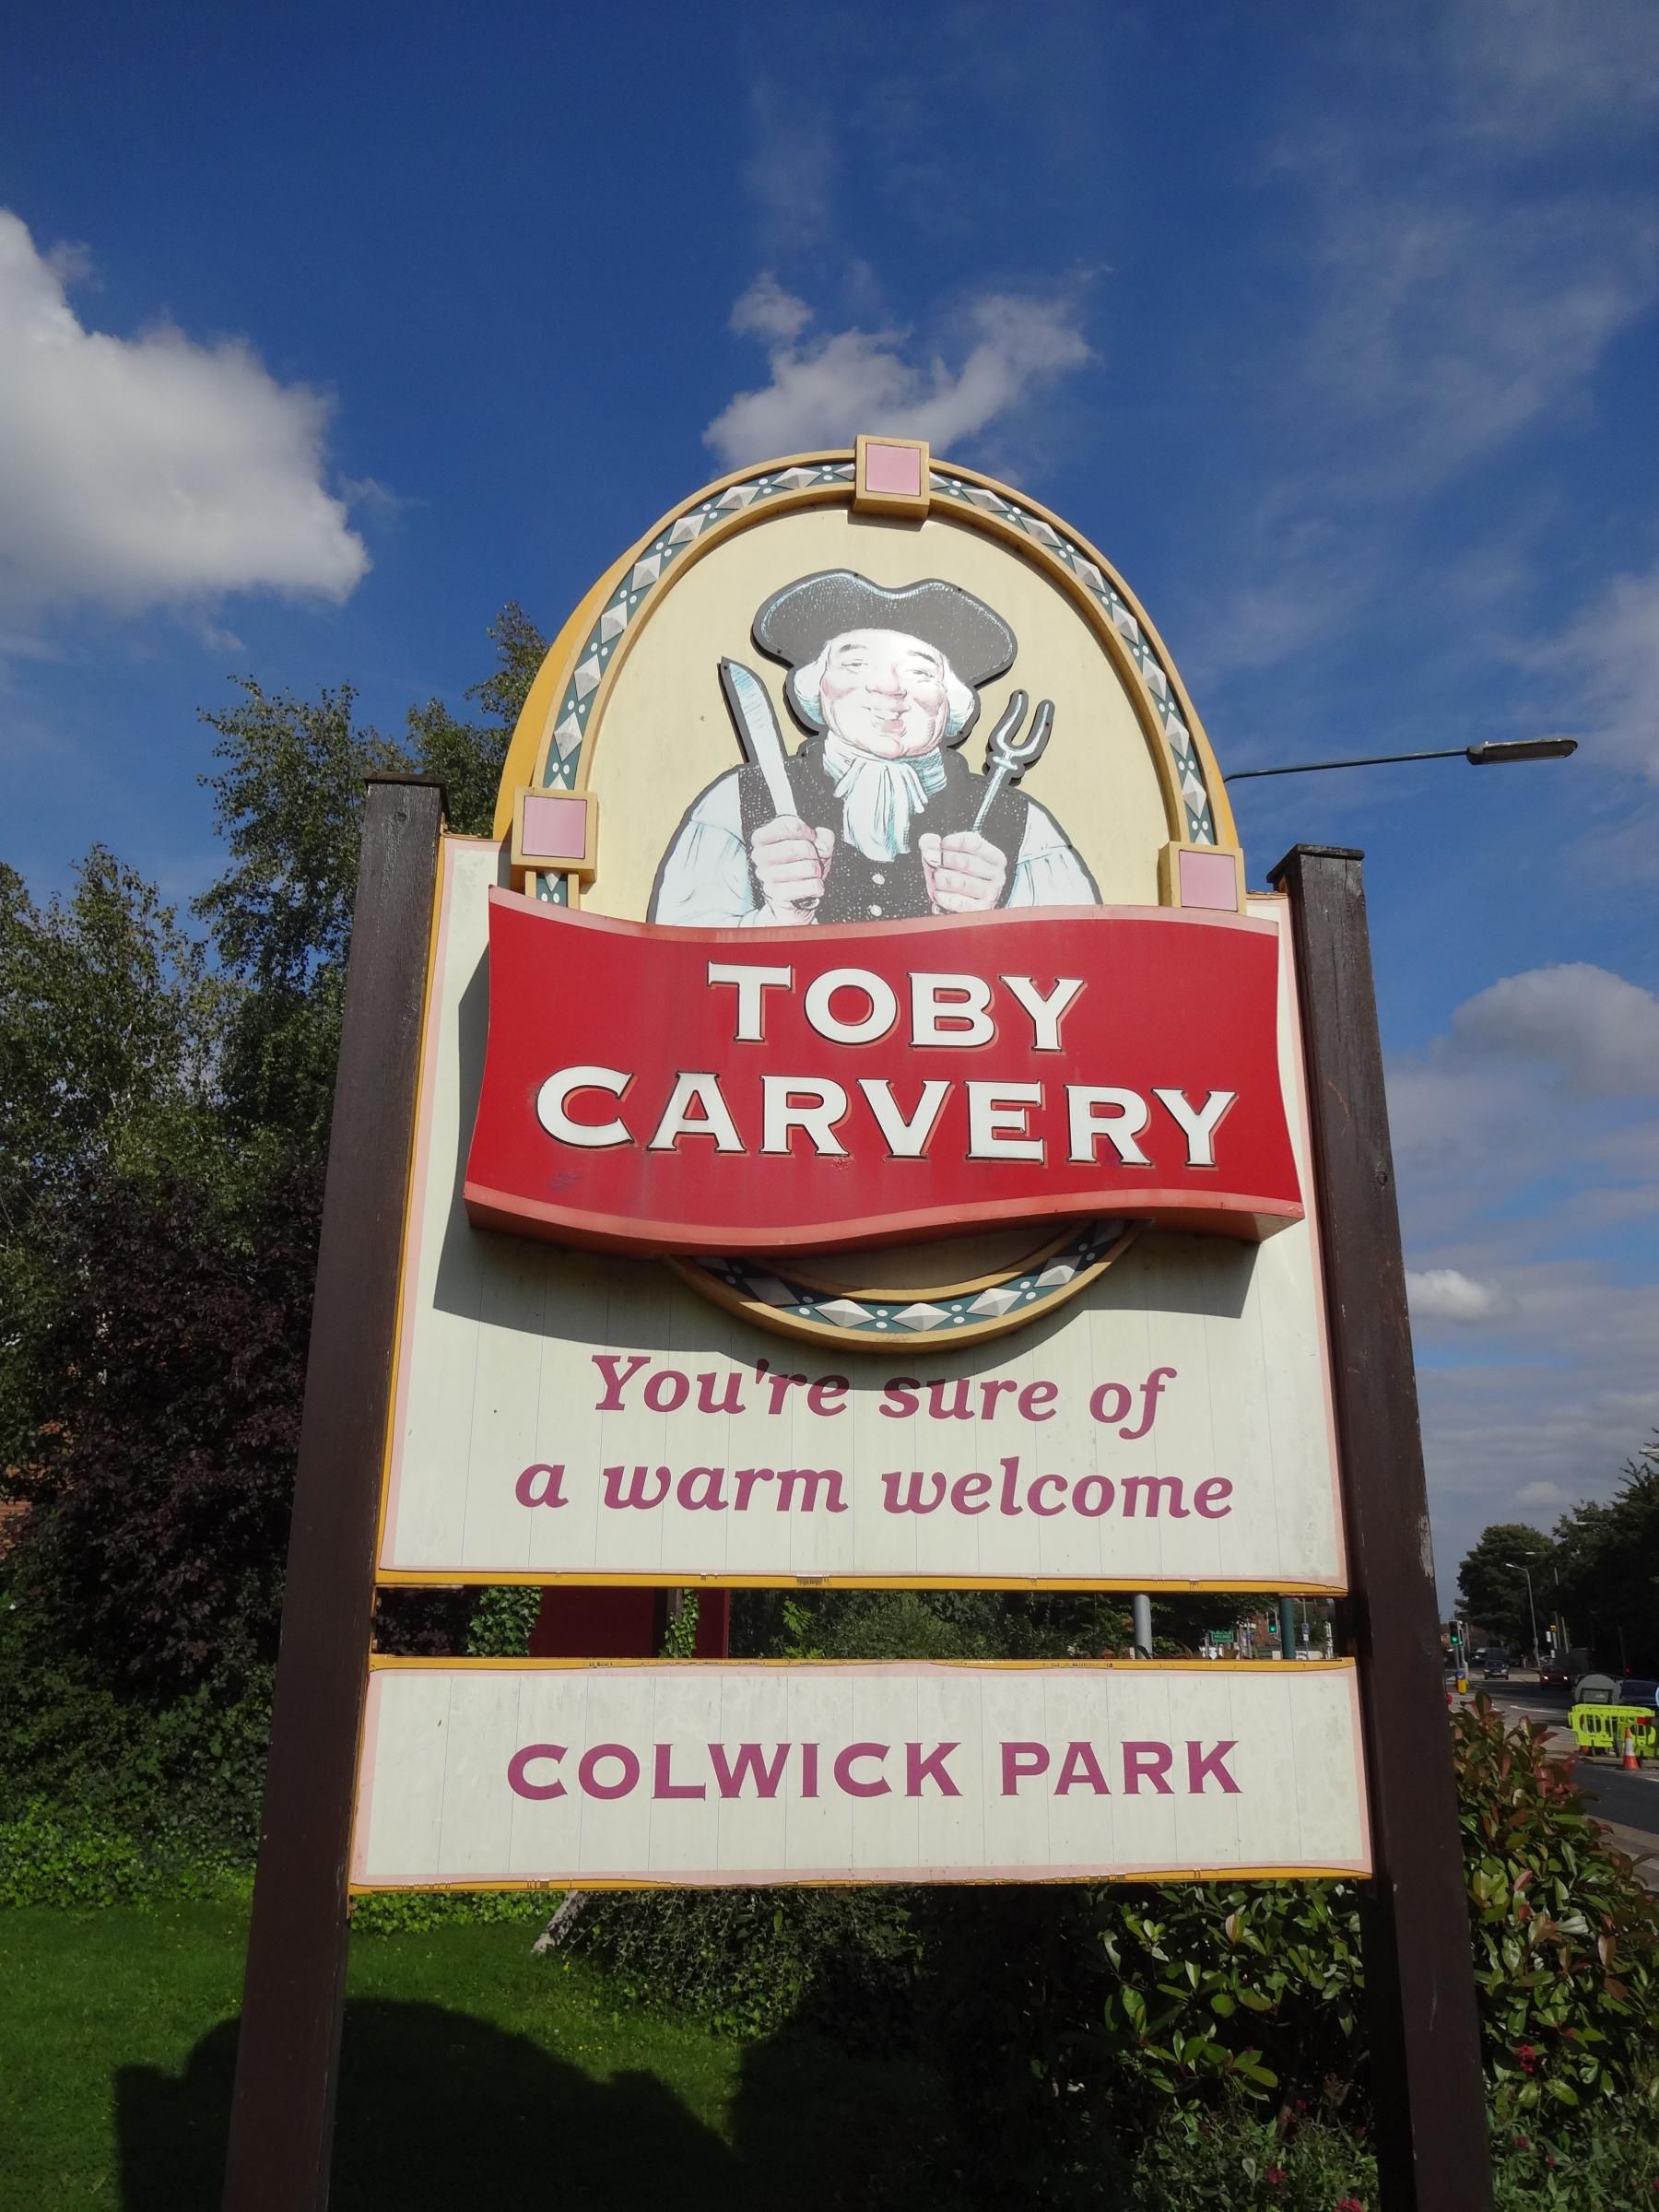 TOBY
CARVERY
You're sure of
a warm welcome
COLWICK PARK